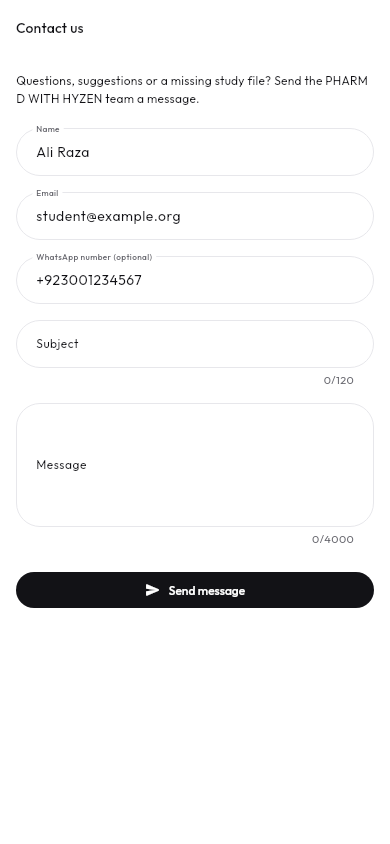 Contact us
Questions, suggestions or a missing study file? Send the PHARM
D WITH HYZEN team a message.
Name
Ali Raza
Email
student@example.org
WhatsApp number (optional)
+923001234567
Subject
0/120
Message
0/4000
Send message